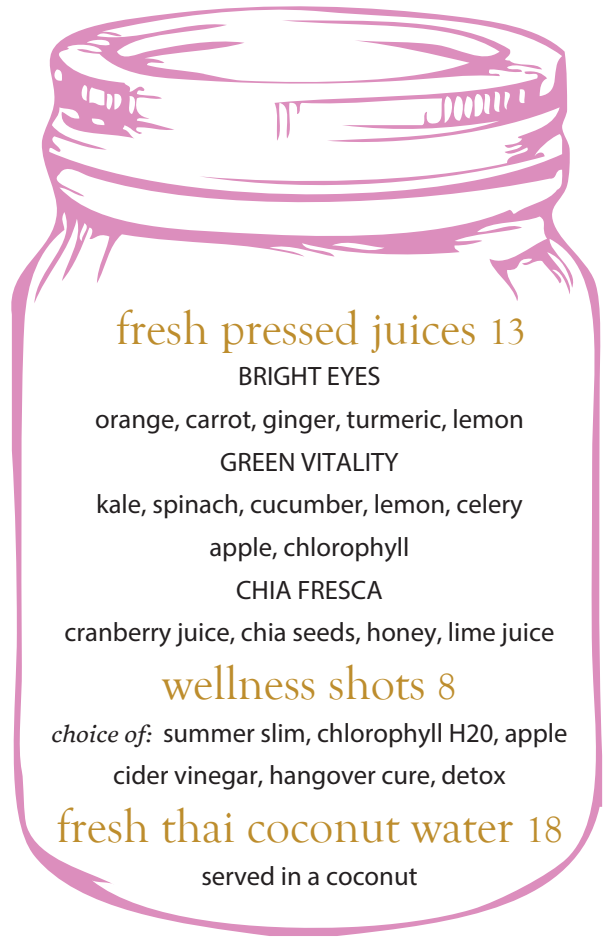 fresh pressed juices 13
BRIGHT EYES
orange, carrot, ginger, turmeric, lemon
GREEN VITALITY
kale, spinach, cucumber, lemon, celery
apple, chlorophyll
CHIA FRESCA
cranberry juice, chia seeds, honey, lime juice
wellness shots 8
choice of: summer slim, chlorophyll H20, apple
cider vinegar, hangover cure, detox
fresh thai coconut water 18
served in a coconut